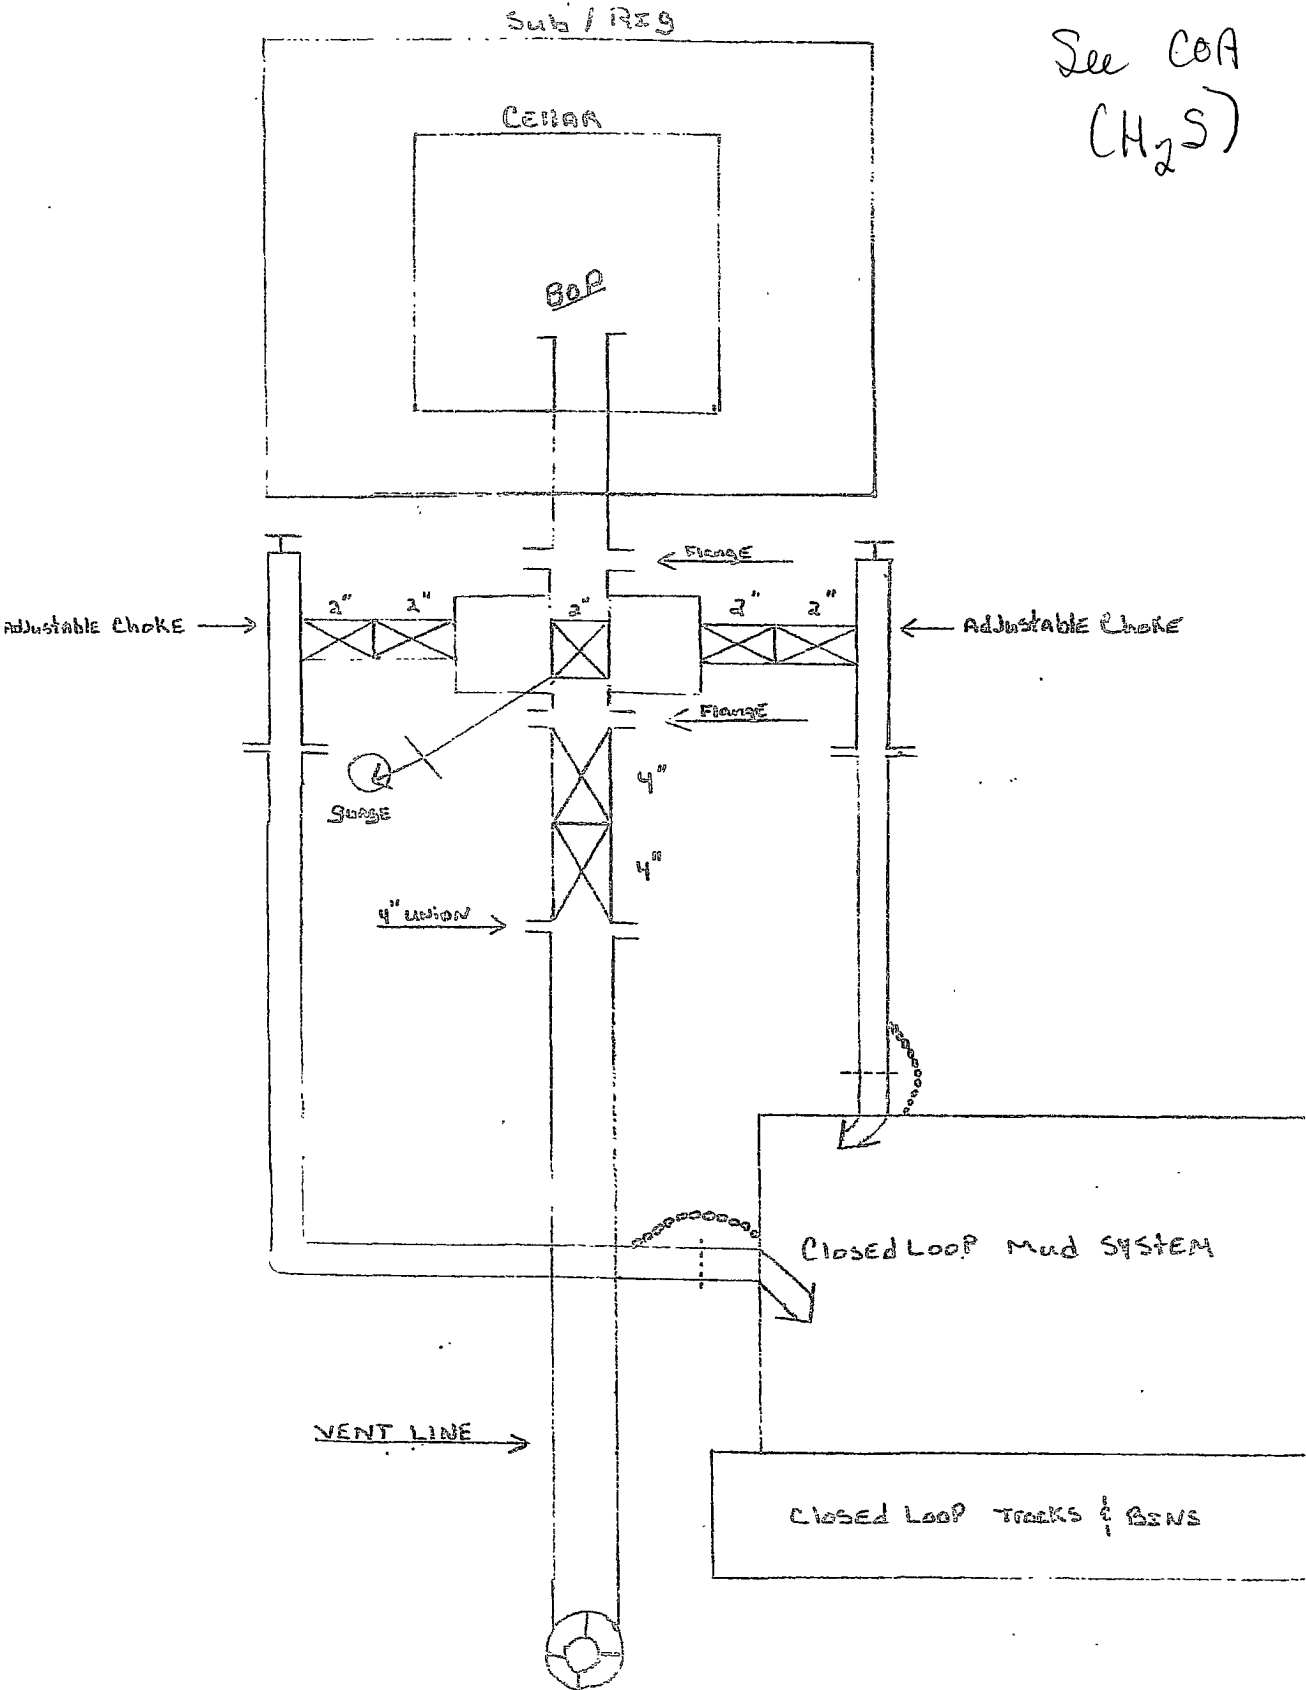 Sub / RIg
See COA
(H2S)
CEllAR
BOP
FlangE
2" 2" 2" 2" 2"
AdJustable ChoKE
AdJustable ChoKE
FlangE
4"
gungE
4"
4" UNION
Closed LOOP Mud SYStEM
VENT LINE
Closed LOOP TracKS & BINS